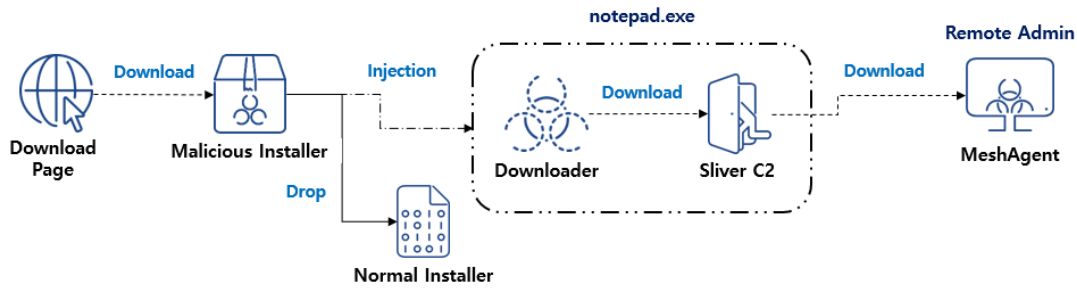 notepad.exe
Remote Admin
Download
Injection
Download
Download
Download
Page
Malicious Installer
Downloader
Sliver C2
MeshAgent
Drop
Normal Installer